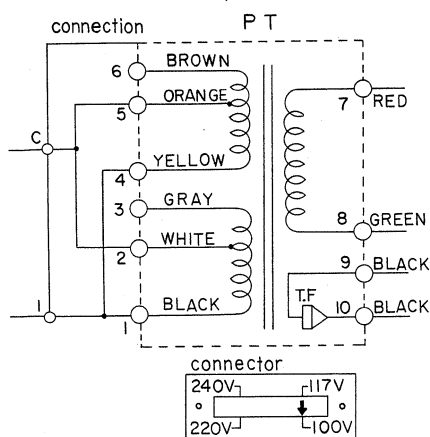 connection PT
6 BROWN
5 ORANGE
7 RED
C
4 YELLOW
3 GRAY
8 GREEN
2 WHITE
9 BLACK
T.F
1 1 BLACK
10 BLACK
connector
240V 117V
220V 100V